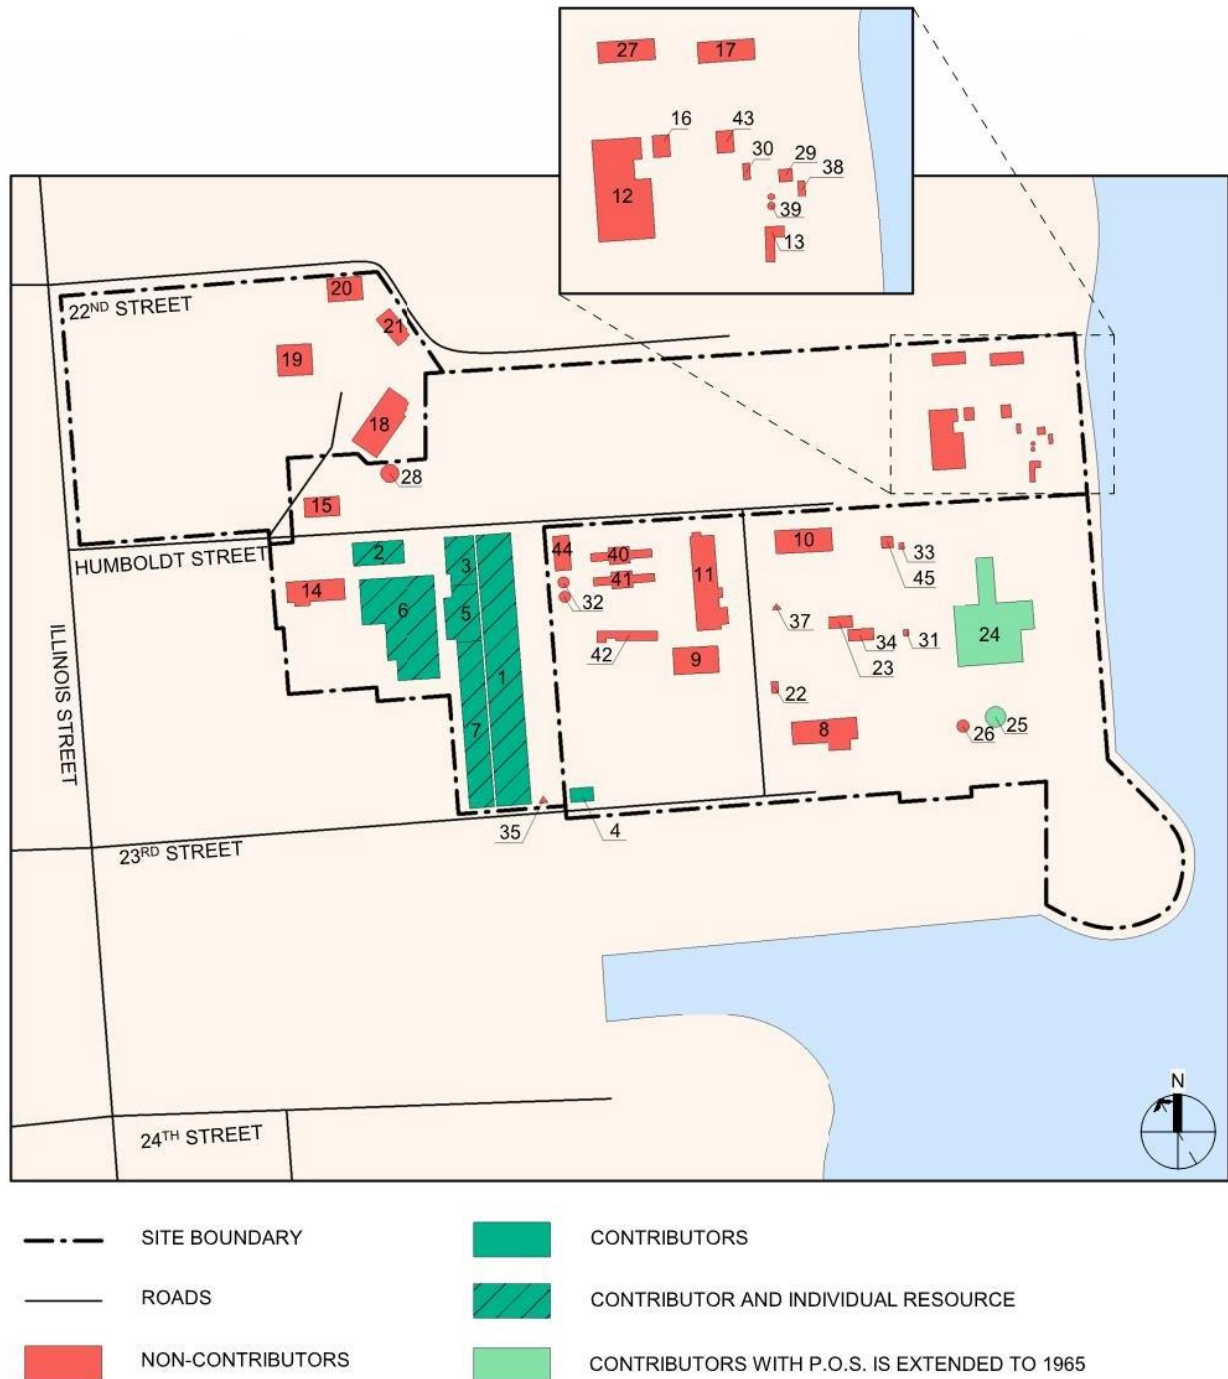 27 17
16 43
30 29 38
12
39
13
22ND STREET
20
21
19
18
28
15
HUMBOLDT STREET
2
3
44 40
10
33
45
14
6
5
41
11
32
37
24
42
9
34 31
23
ILLINOIS STREET
1
22
7
8
26 25
35 4
23RD STREET
24TH STREET
N
SITE BOUNDARY
CONTRIBUTORS
ROADS
CONTRIBUTOR AND INDIVIDUAL RESOURCE
NON-CONTRIBUTORS
CONTRIBUTORS WITH P.O.S. IS EXTENDED TO 1965